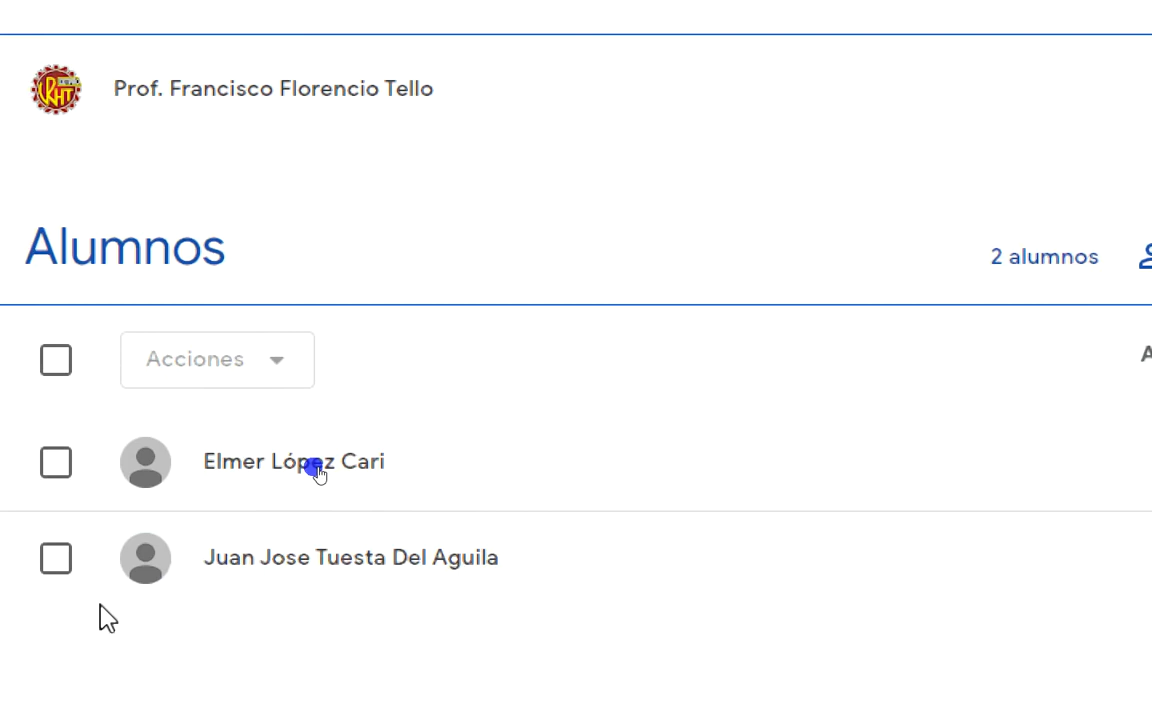 Prof. Francisco Florencio Tello
Alumnos
2 alumnos
Acciones
A
Elmer López Cari
Juan Jose Tuesta Del Aguila